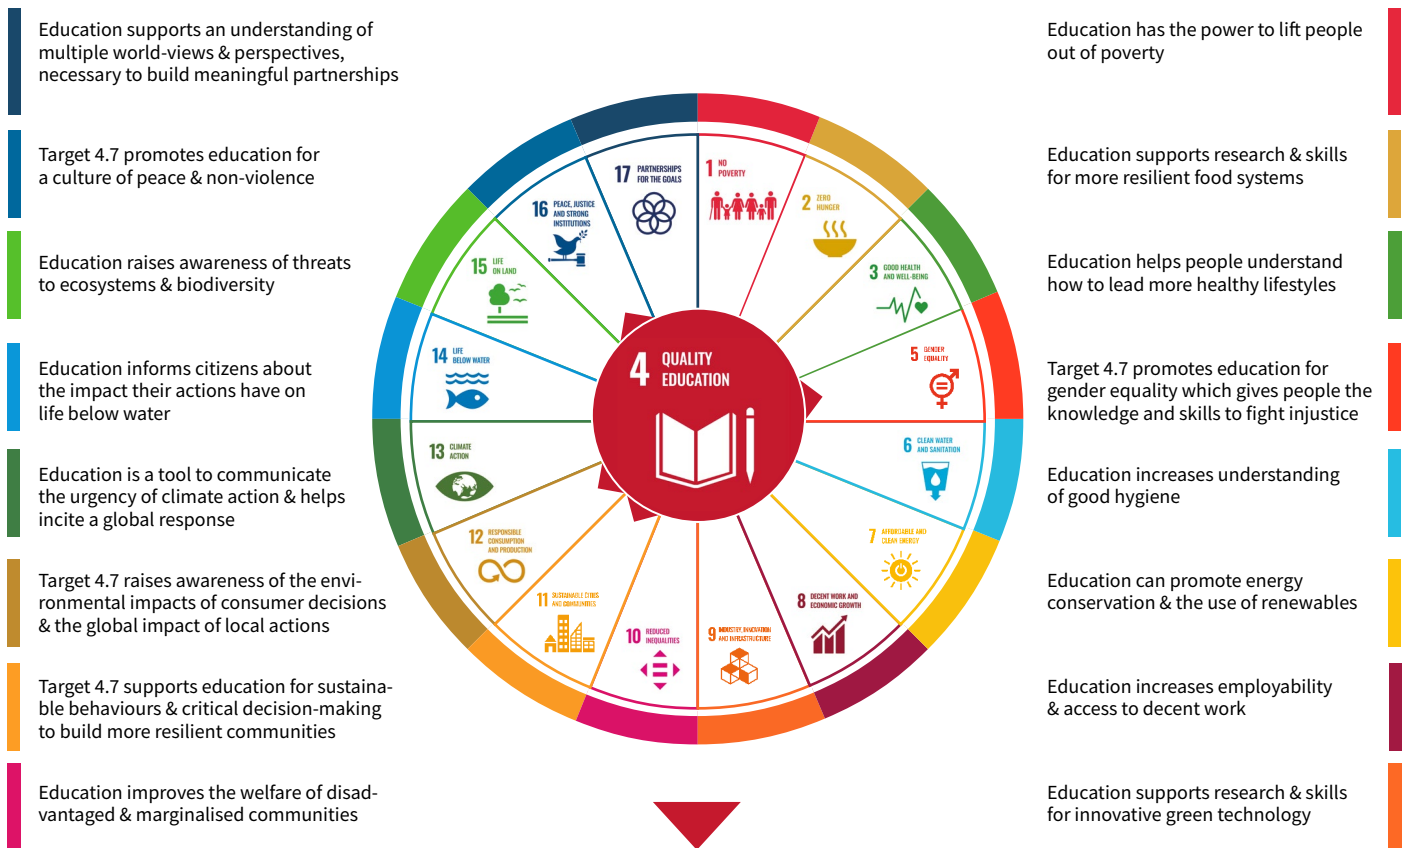 Education supports an understanding of
multiple world-views & perspectives,
necessary to build meaningful partnerships
Target 4.7 promotes education for
a culture of peace & non-violence
Education raises awareness of threats
to ecosystems & biodiversity
Education informs citizens about
the impact their actions have on
life below water
Education is a tool to communicate
the urgency of climate action & helps
incite a global response
Target 4.7 raises awareness of the envi-
ronmental impacts of consumer decisions
& the global impact of local actions
Target 4.7 supports education for sustaina-
ble behaviours & critical decision-making
to build more resilient communities
Education improves the welfare of disad-
vantaged & marginalised communities
1 NO
POVERTY
2 ZERO
HUNGER
3 GOOD HEALTH
AND WELL-BEING
4 QUALITY
EDUCATION
5 GENDER
EQUALITY
6 CLEAN WATER
AND SANITATION
7 AFFORDABLE AND
CLEAN ENERGY
8 DECENT WORK AND
ECONOMIC GROWTH
9 INDUSTRY, INNOVATION
AND INFRASTRUCTURE
10 REDUCED
INEQUALITIES
11 SUSTAINABLE CITIES
AND COMMUNITIES
12 RESPONSIBLE
CONSUMPTION
AND PRODUCTION
13 CLIMATE
ACTION
14 LIFE
BELOW WATER
15 LIFE
ON LAND
16 PEACE, JUSTICE
AND STRONG
INSTITUTIONS
17 PARTNERSHIPS
FOR THE GOALS
Education has the power to lift people
out of poverty
Education supports research & skills
for more resilient food systems
Education helps people understand
how to lead more healthy lifestyles
Target 4.7 promotes education for
gender equality which gives people the
knowledge and skills to fight injustice
Education increases understanding
of good hygiene
Education can promote energy
conservation & the use of renewables
Education increases employability
& access to decent work
Education supports research & skills
for innovative green technology